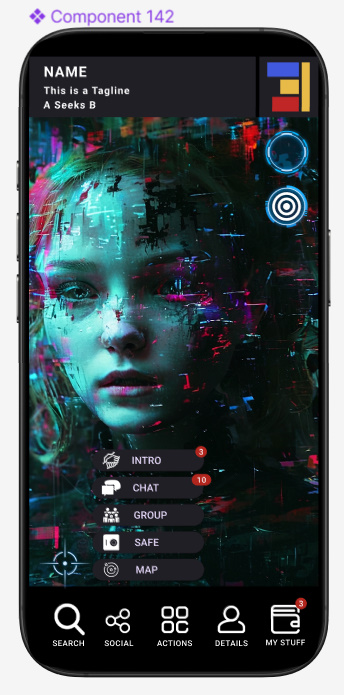 Component 142
NAME
This is a Tagline
A Seeks B
INTRO
3
CHAT
10
GROUP
SAFE
MAP
3
SEARCH
SOCIAL
ACTIONS
DETAILS
MY STUFF